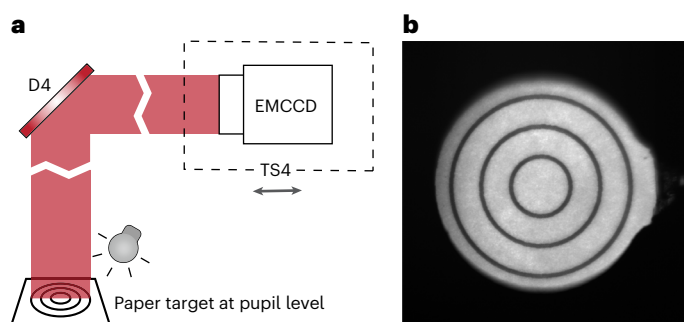 a
b
D4
EMCCD
TS4
Paper target at pupil level